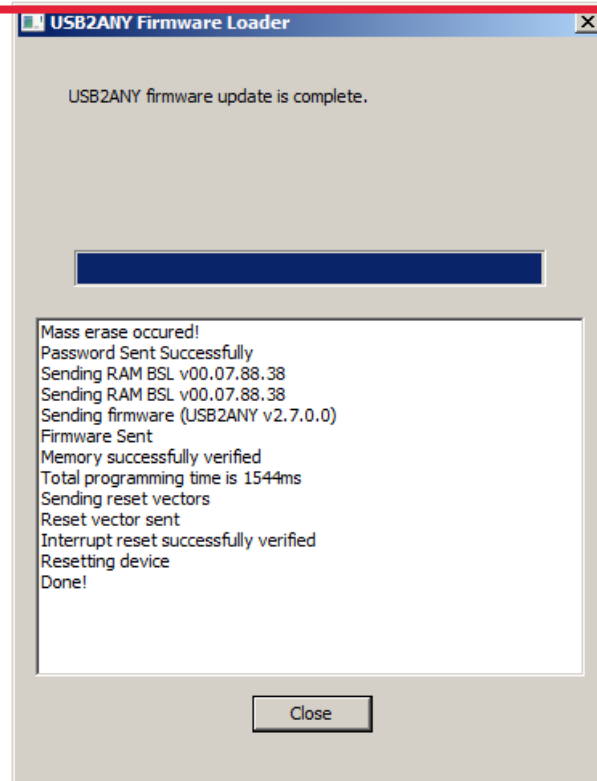 USB2ANY Firmware Loader
USB2ANY firmware update is complete.
Mass erase occured!
Password Sent Successfully
Sending RAM BSL v00.07.88.38
Sending RAM BSL v00.07.88.38
Sending firmware (USB2ANY v2.7.0.0)
Firmware Sent
Memory successfully verified
Total programming time is 1544ms
Sending reset vectors
Reset vector sent
Interrupt reset successfully verified
Resetting device
Done!
Close